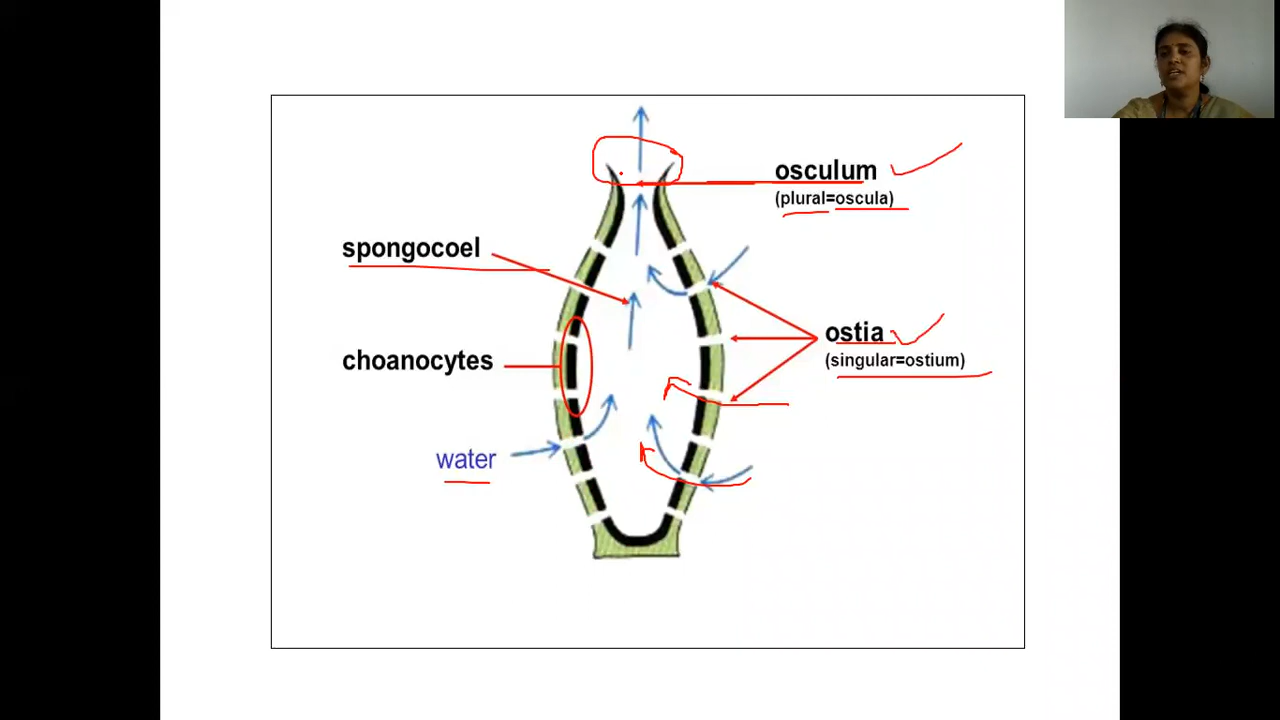 osculum
(plural=oscula)
spongocoel
ostia
(singular=ostium)
choanocytes
water